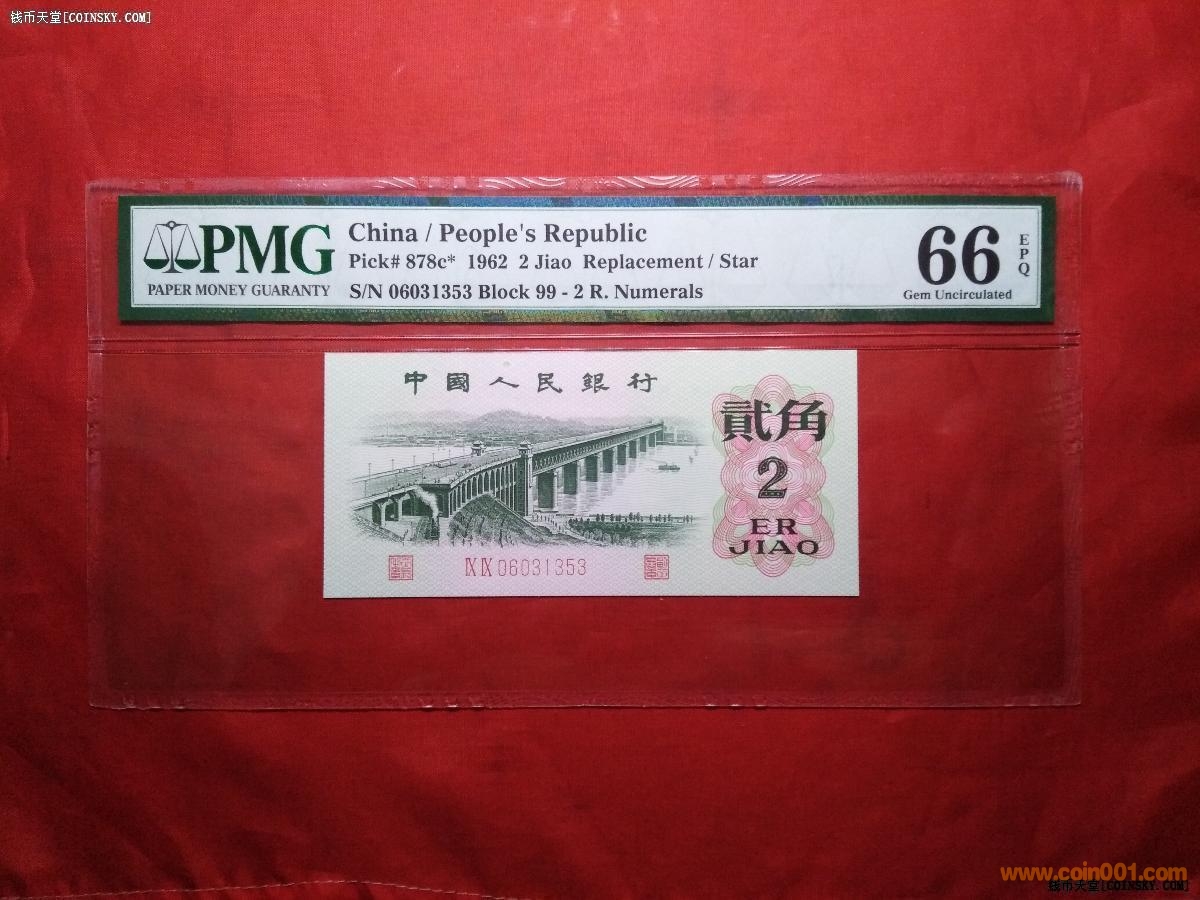 钱币天堂[COINSKY.COM]
PMG
PAPER MONEY GUARANTY
China / People's Republic
Pick# 878c* 1962 2 Jiao Replacement / Star
S/N 06031353 Block 99 - 2 R. Numerals
66
EPQ
Gem Uncirculated
中國人民銀行
貳角
2
ER
JIAO
IX IX 06031353
www.coin001.com
钱币天堂[COINSKY.COM]